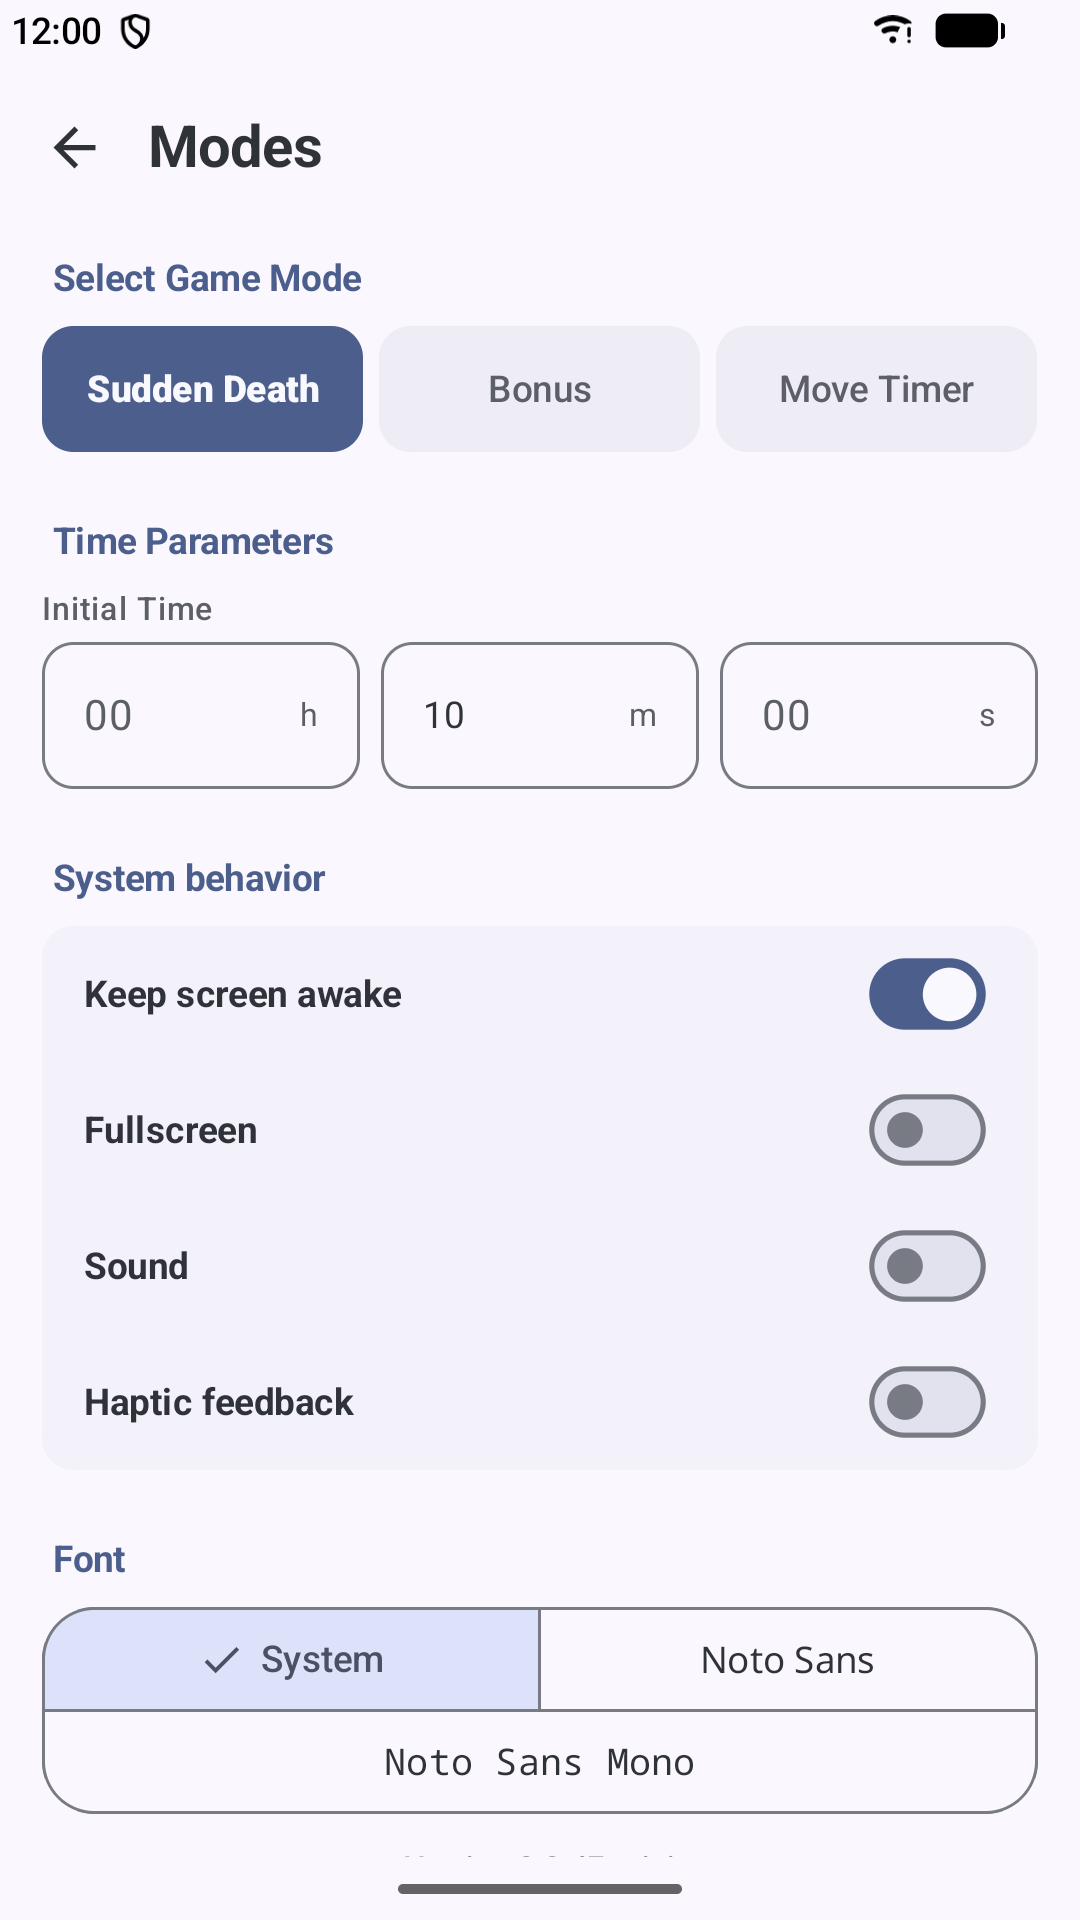 12:00
Modes
Select Game Mode
Sudden Death
Bonus
Move Timer
Time Parameters
Initial Time
00 h
10 m
00 s
System behavior
Keep screen awake
Fullscreen
Sound
Haptic feedback
Font
System
Noto Sans
Noto Sans Mono